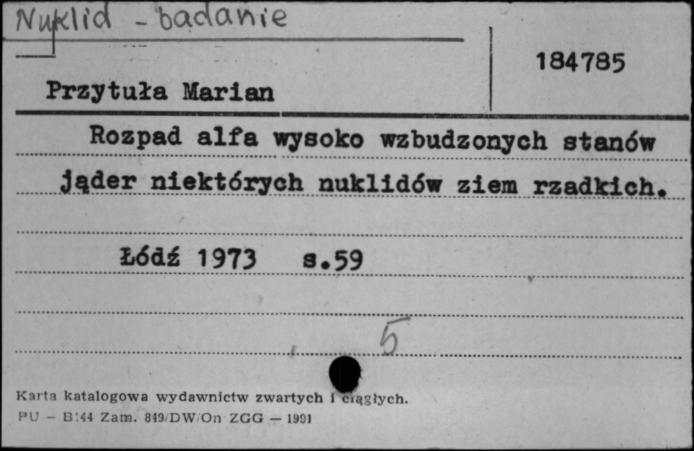 Nuklid - badanie
184785
Przytuła Marian
Rozpad alfa wysoko wzbudzonych stanów
jąder niektórych nuklidów ziem rzadkich.
Łódź 1973 s.59
5
Karta katalogowa wydawnictw zwartych i ciągłych.
PU - B144 Zam. 849/DW/On ZGG — 1991